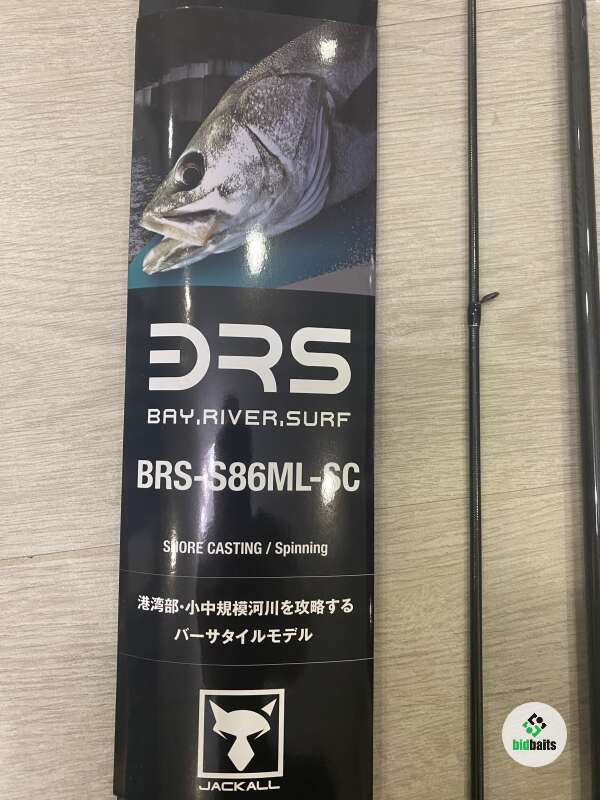 BRS
BAY.RIVER.SURF
BRS-S86ML-SC
SHORE CASTING / Spinning
港湾部・小中規模河川を攻略する
バーサタイルモデル
JACKALL
bidbaits